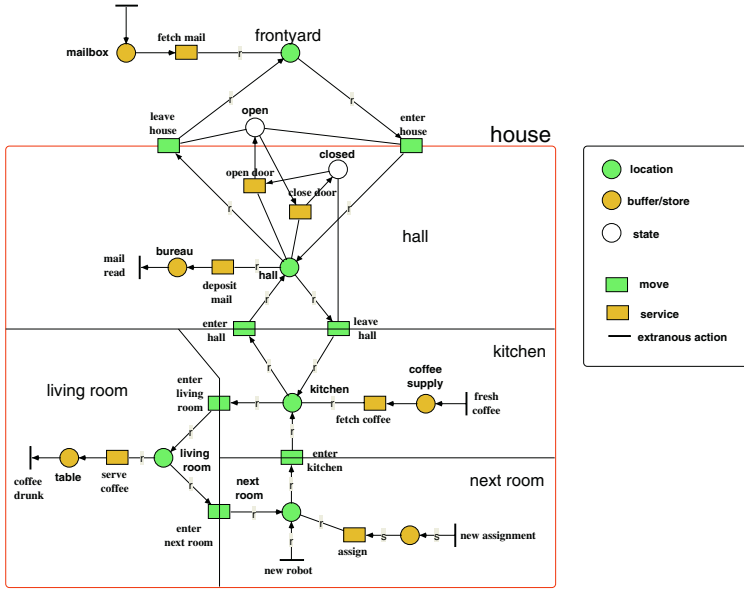 frontyard
fetch mail
mailbox
r
r
r
leave
house
open
enter
house
house
closed
open door
close door
r
r
hall
bureau
mail
read
r
hall
deposit
mail
r
r
enter
hall
leave
hall
kitchen
r
r
living room
enter
living
room
kitchen
coffee
supply
r
r
fetch coffee
fresh
coffee
r
r
living
room
enter
kitchen
r
coffee
drunk
table
serve
coffee
next room
r
next
room
r
r
r
s
s
new assignment
enter
next room
assign
r
new robot
location
buffer/store
state
move
service
extranous action